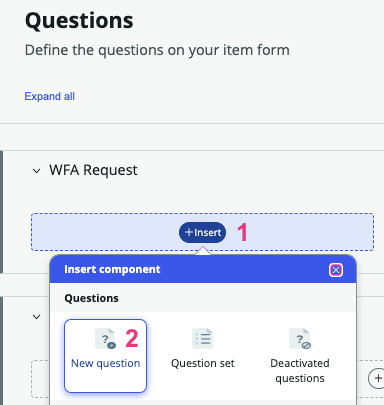 Questions
Define the questions on your item form
Expand all
WFA Request
+Insert 1
Insert component
Questions
2
New question Question set Deactivated
questions